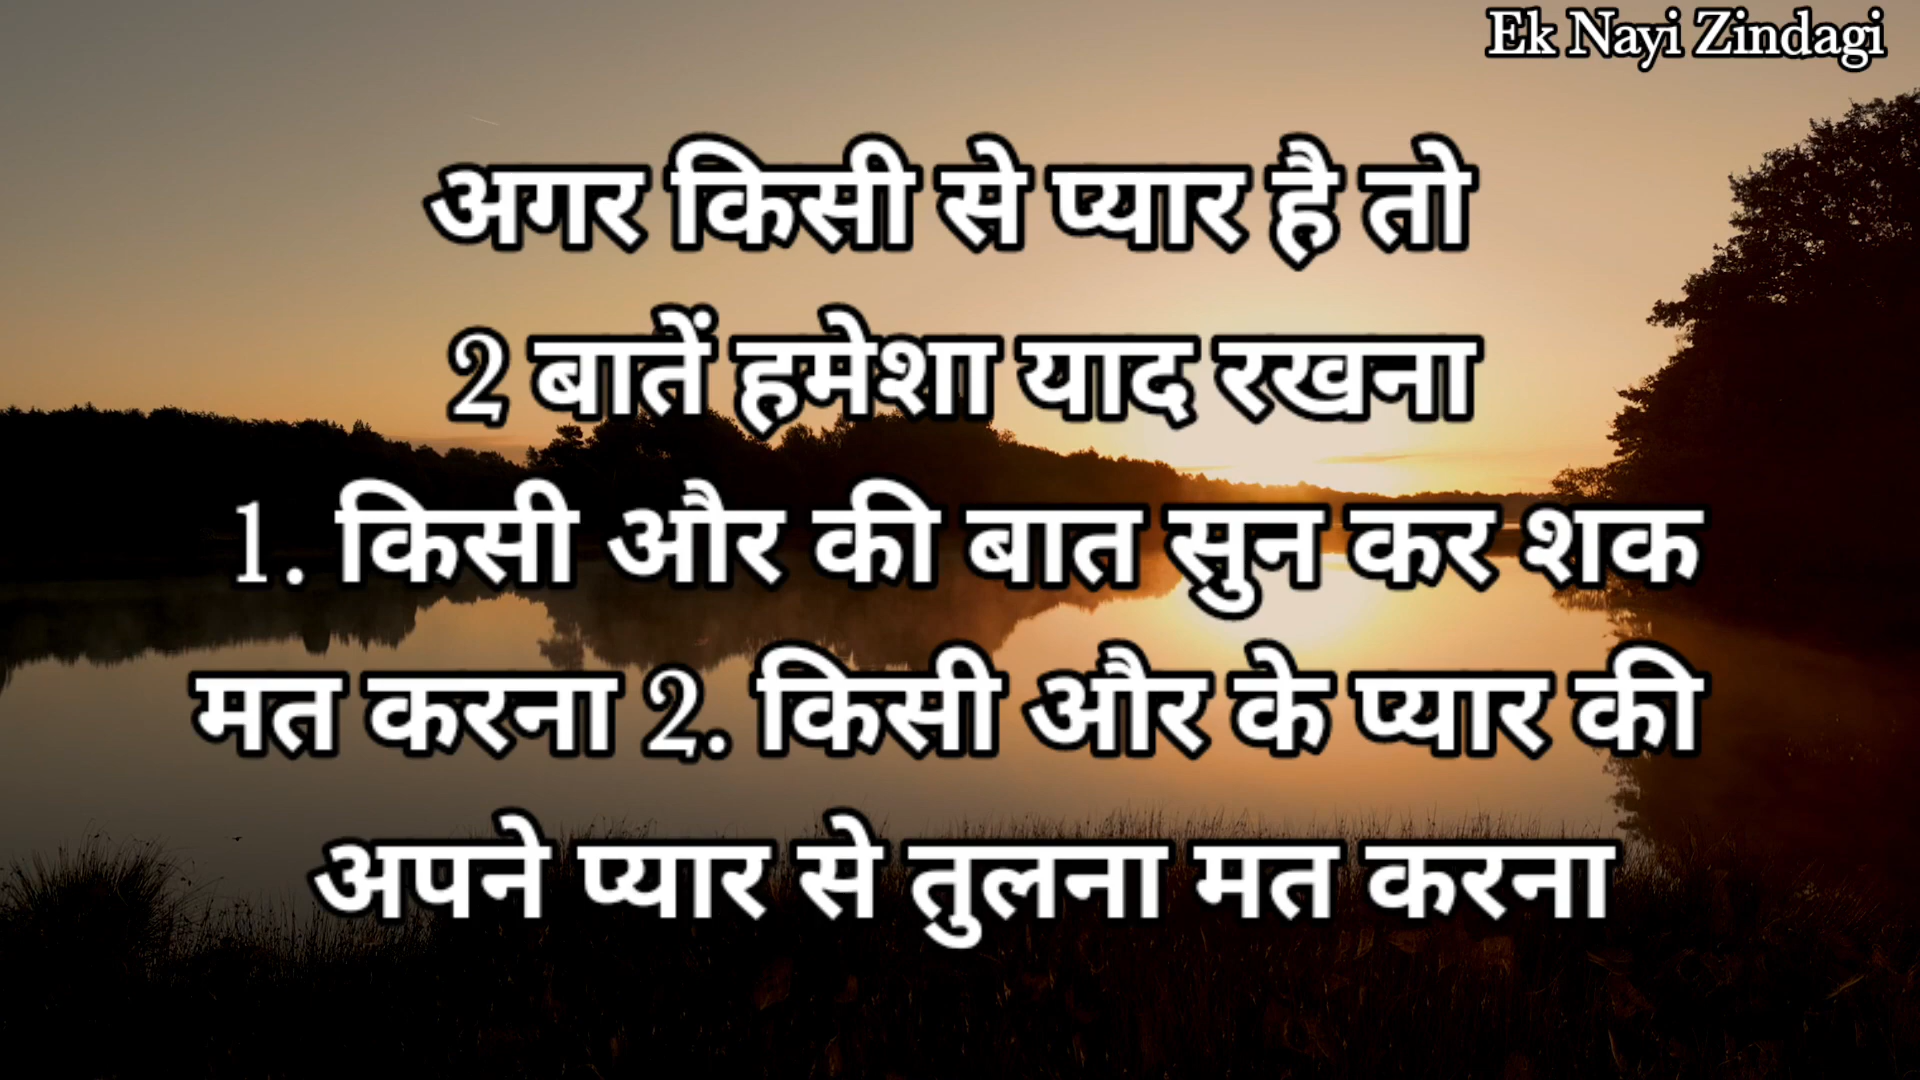 Ek Nayi Zindagi
अगर किसी से प्यार है तो
2 बातें हमेशा याद रखना
1. किसी और की बात सुन कर शक
मत करना 2. किसी और के प्यार की
अपने प्यार से तुलना मत करना